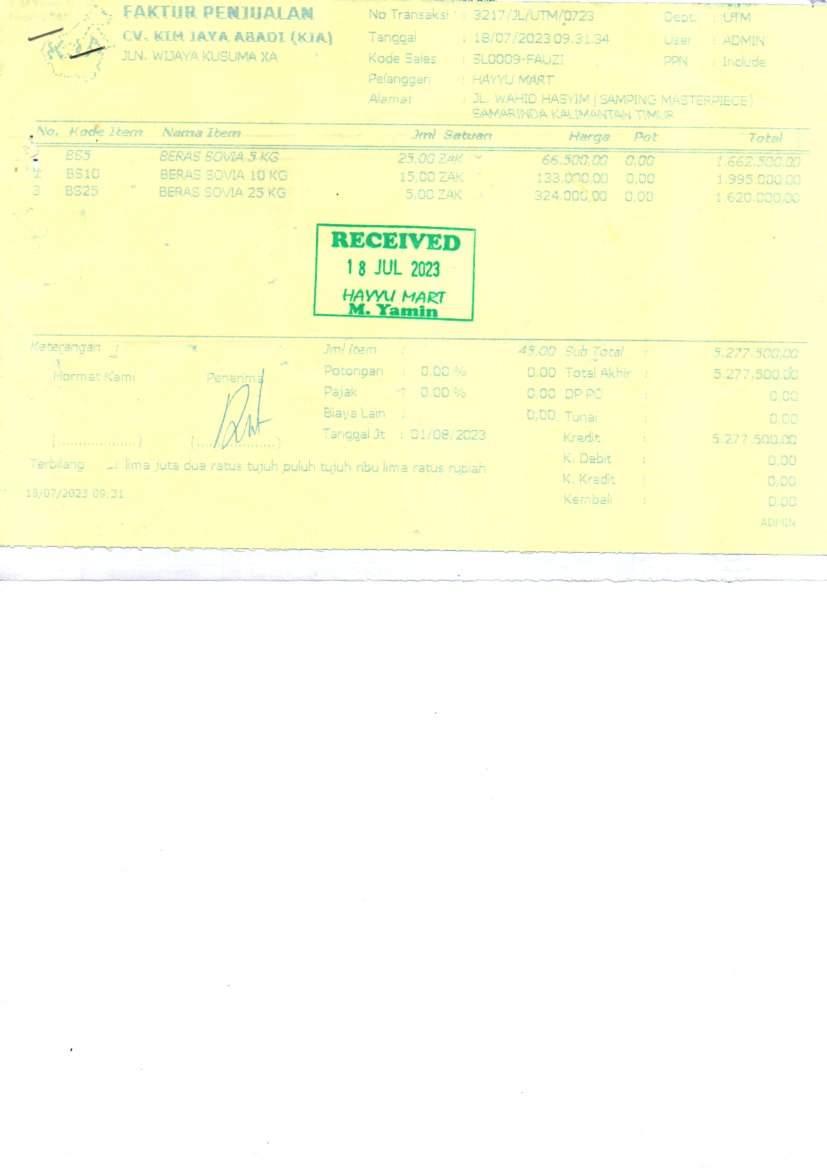 FAKTUR PENJUALAN
CV. KIM JAYA ABADI (KJA)
JLN. WIJAYA KUSUMA XA
No Transaksi : 3217/JL/UTM/0723
Tanggal : 18/07/2023 09.31.34
Kode Sales : SL0009-FAUZI
Pelanggan : HAYYU MART
Alamat : JL. WAHID HASYIM (SAMPING MASTERPIECE)
SAMARINDA KALIMANTAN TIMUR
Dept. : UTM
User : ADMIN
PPN : Include
No. Kode Item Nama Item Jml Satuan Harga Pot Total
BS5 BERAS SOVIA 5 KG 25,00 ZAK 66.500,00 0,00 1.662.500,00
2 BS10 BERAS SOVIA 10 KG 15,00 ZAK 133.000,00 0,00 1.995.000,00
3 BS25 BERAS SOVIA 25 KG 5,00 ZAK 324.000,00 0,00 1.620.000,00
RECEIVED
18 JUL 2023
HAYYU MART
M. Yamin
Keterangan :
Hormat Kami Penerima
(....................) (....................)
Jml Item : 45,00
Potongan : 0,00 % 0,00
Pajak : 0,00 % 0,00
Biaya Lain : 0,00
Tanggal Jt : 01/08/2023
Sub Total : 5.277.500,00
Total Akhir : 5.277.500,00
DP PO : 0,00
Tunai : 0,00
Kredit : 5.277.500,00
K. Debit : 0,00
K. Kredit : 0,00
Kembali : 0,00
Terbilang : lima juta dua ratus tujuh puluh tujuh ribu lima ratus rupiah
18/07/2023 09:31
ADMIN